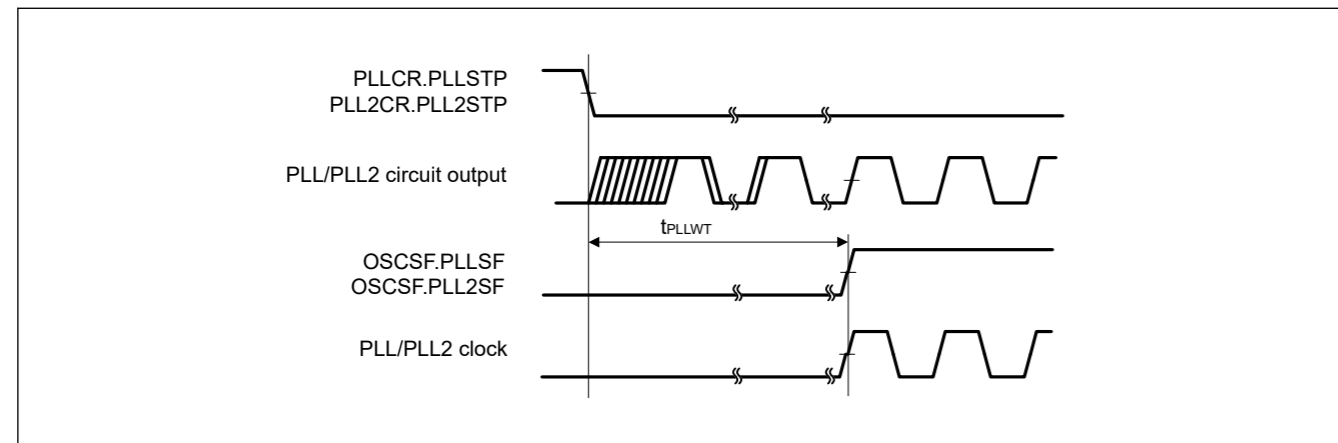 PLLCR.PLLSTP
PLL2CR.PLL2STP
PLL/PLL2 circuit output
tPLLWT
OSCSF.PLLSF
OSCSF.PLL2SF
PLL/PLL2 clock